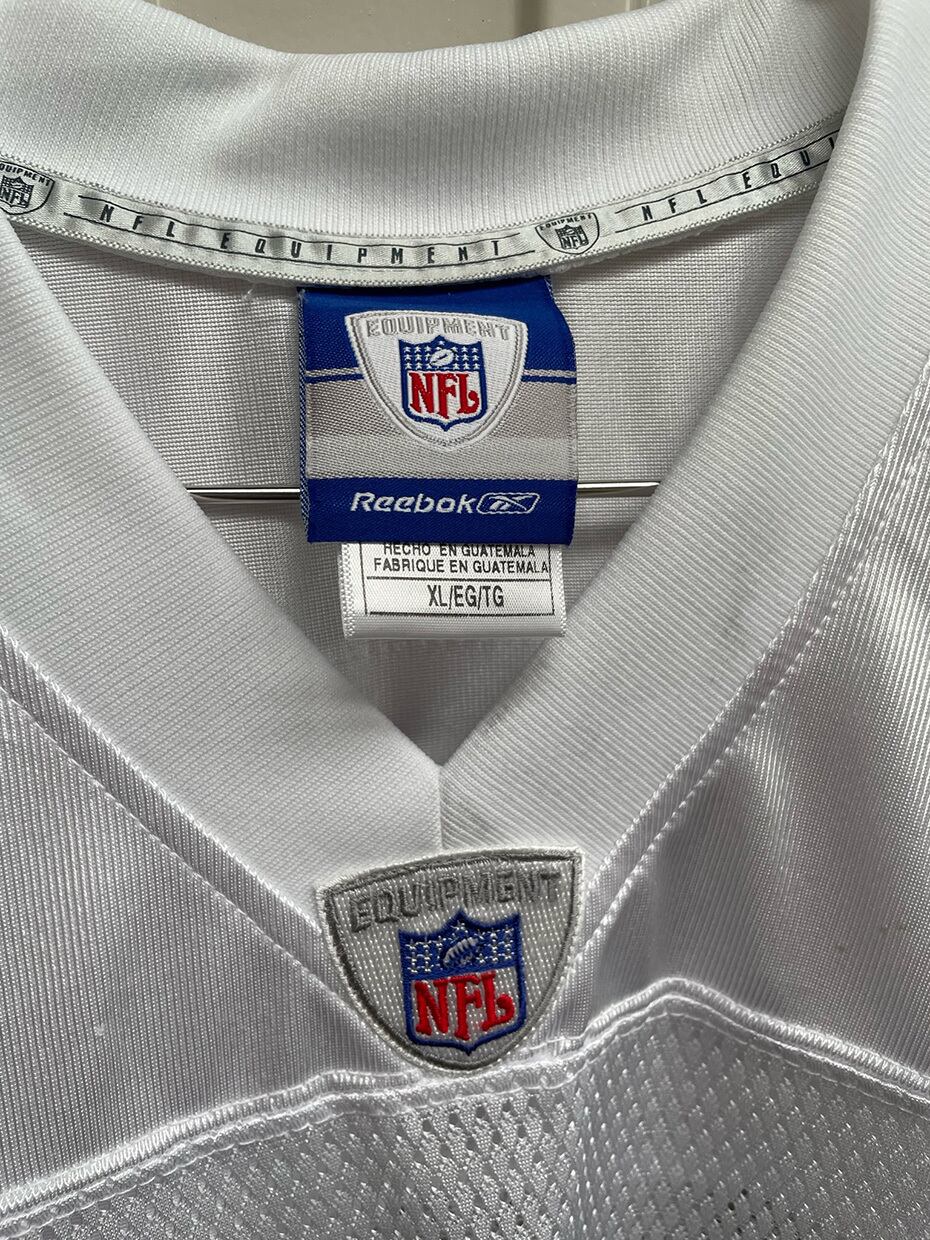 EQUIPMENT
NFL
NFL EQUIPMENT
EQUIPMENT
NFL
NFL
EQUIPMENT
NFL
Reebok
HECHO EN GUATEMALA
FABRIQUE EN GUATEMALA
XL/EG/TG
EQUIPMENT
NFL